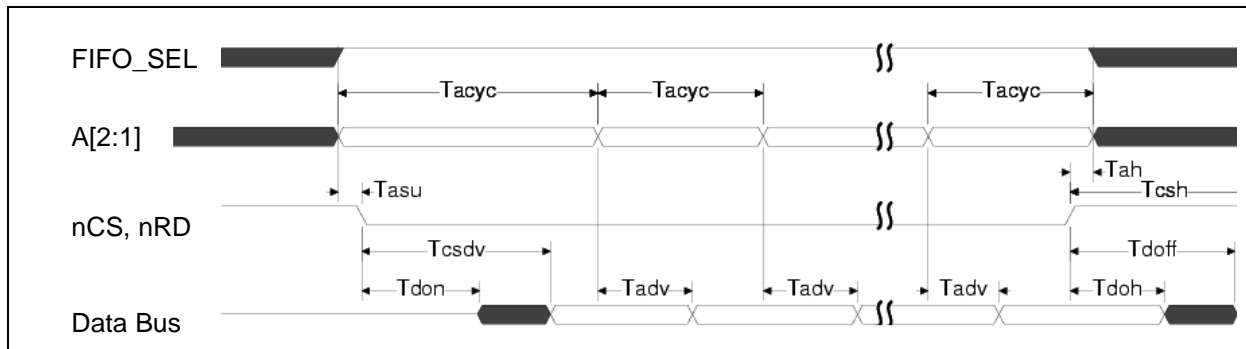 FIFO_SEL
Tacyc Tacyc Tacyc
A[2:1]
Tasu Tah
Tcsh
nCS, nRD
Tcsdv Tdoff
Tdon Tadv Tadv Tadv Tdoh
Data Bus